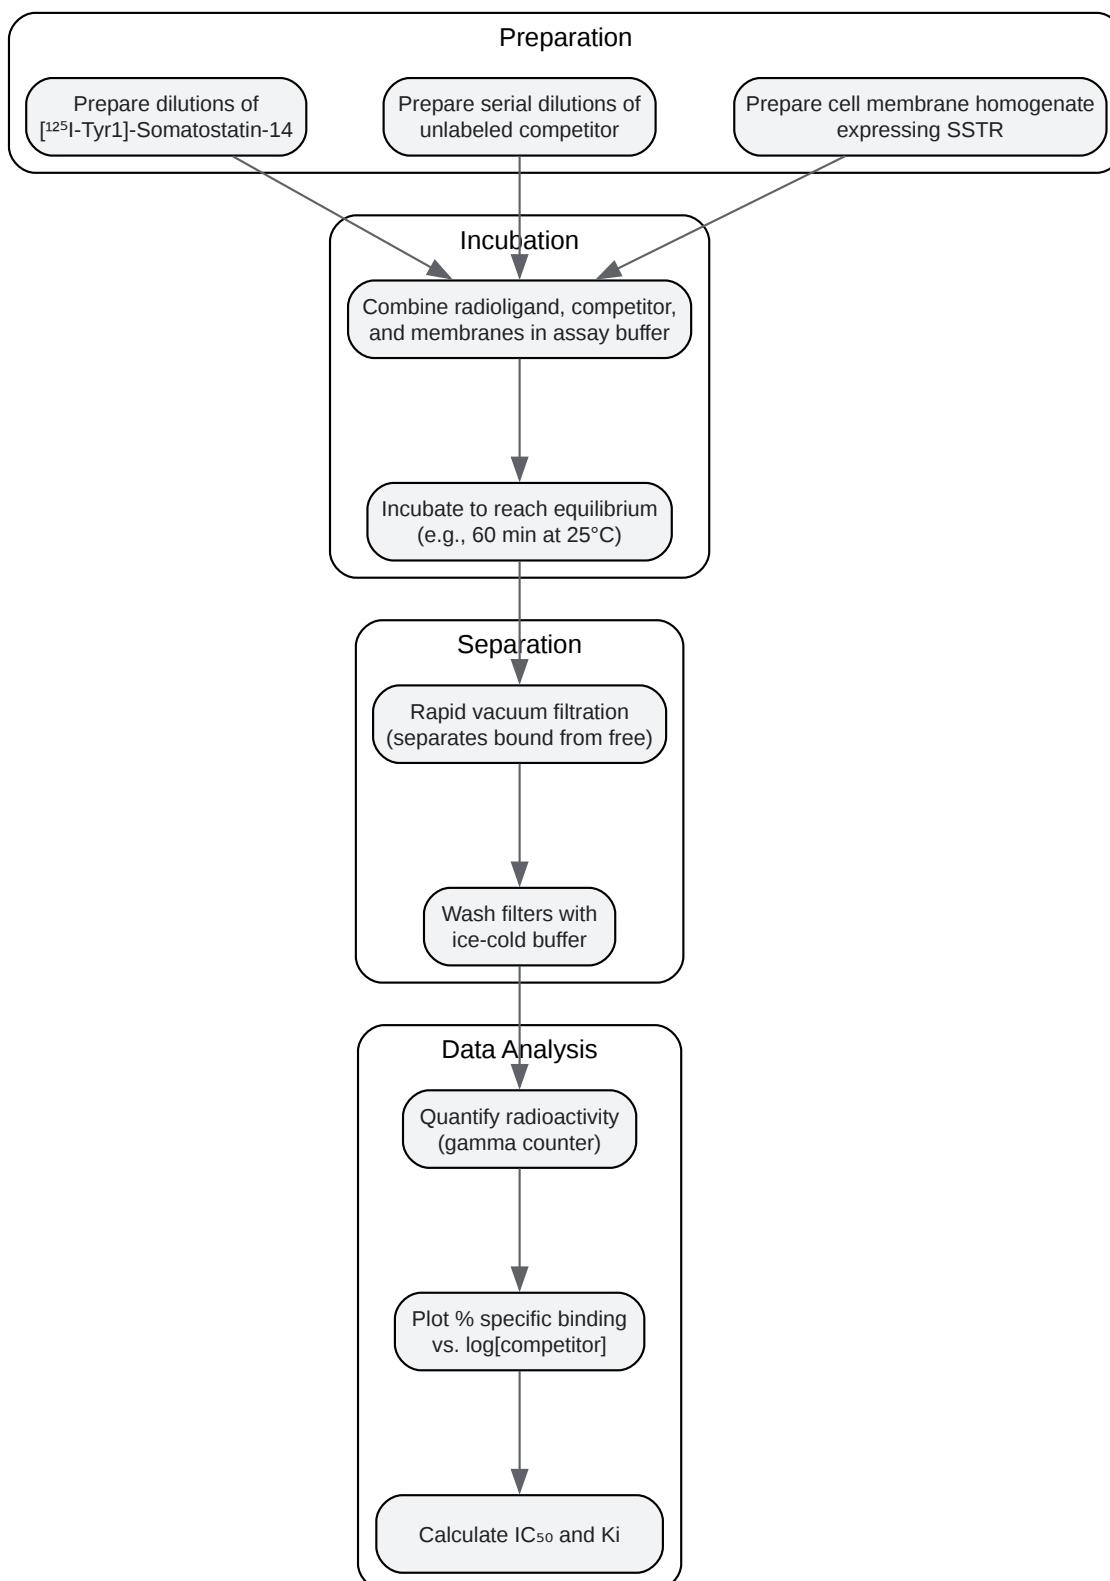 Preparation
Prepare dilutions of
[¹²⁵I-Tyr1]-Somatostatin-14
Prepare serial dilutions of
unlabeled competitor
Prepare cell membrane homogenate
expressing SSTR
Incubation
Combine radioligand, competitor,
and membranes in assay buffer
Incubate to reach equilibrium
(e.g., 60 min at 25°C)
Separation
Rapid vacuum filtration
(separates bound from free)
Wash filters with
ice-cold buffer
Data Analysis
Quantify radioactivity
(gamma counter)
Plot % specific binding
vs. log[competitor]
Calculate IC₅₀ and Ki